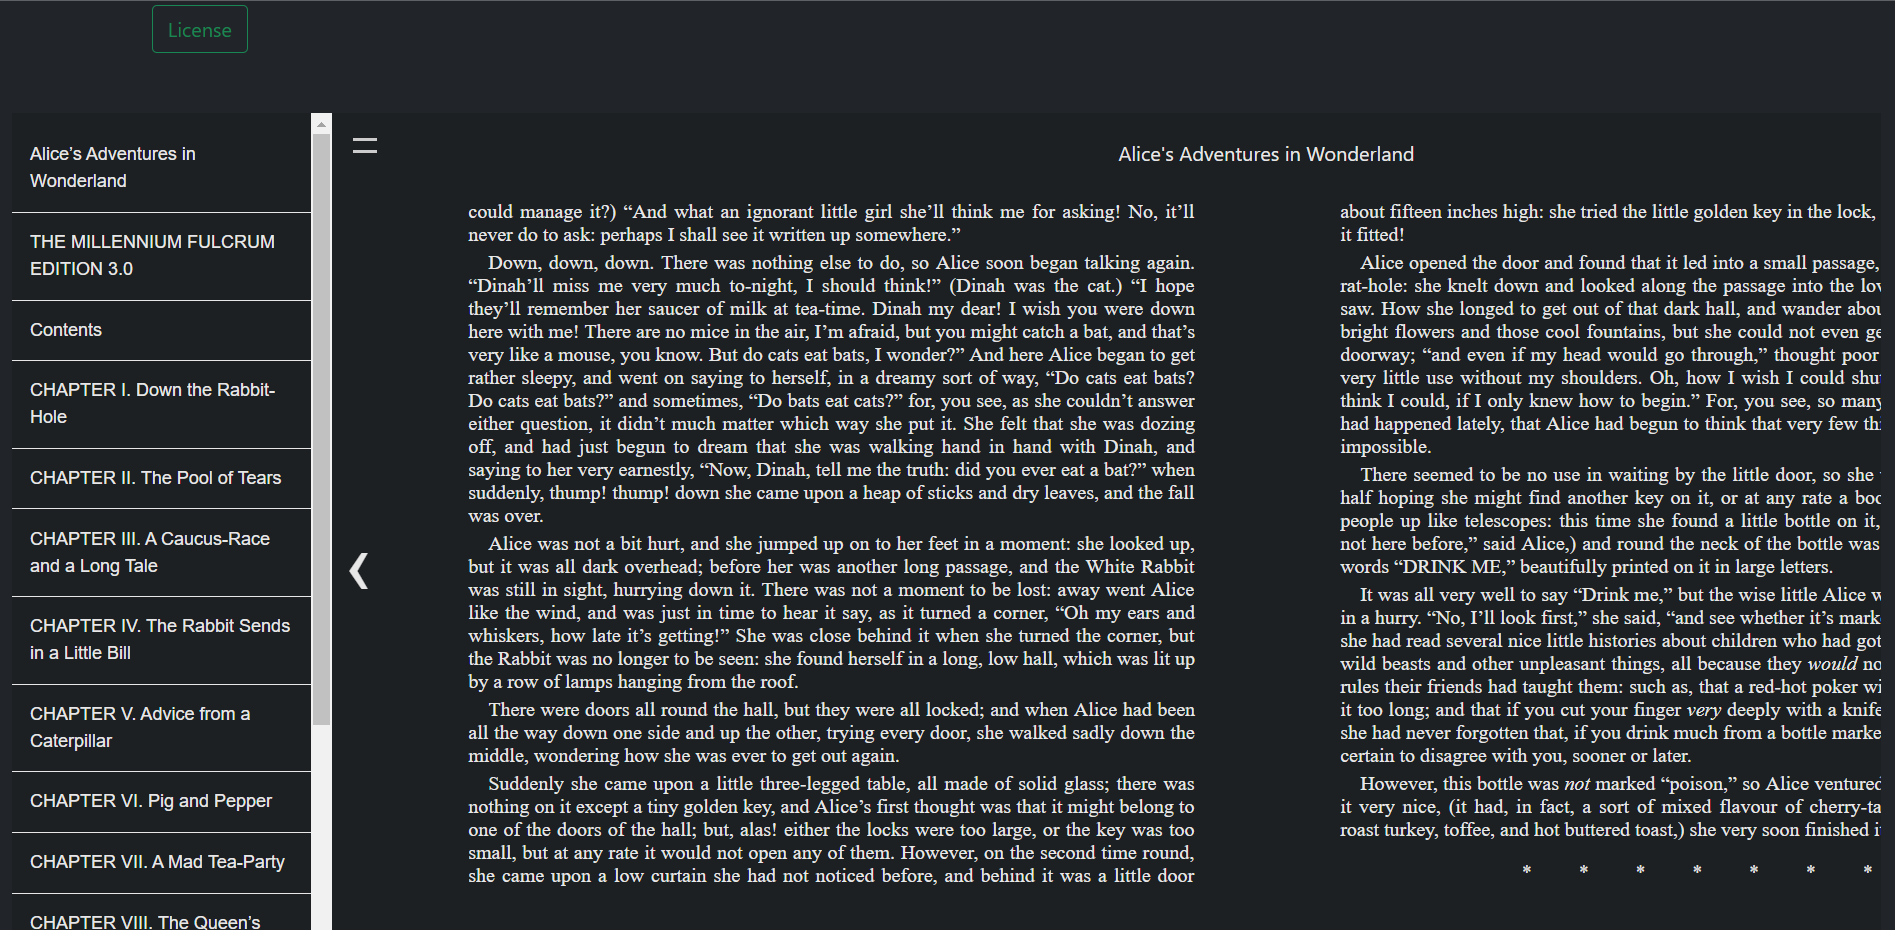 License
Alice’s Adventures in
Wonderland
THE MILLENNIUM FULCRUM
EDITION 3.0
Contents
CHAPTER I. Down the Rabbit-
Hole
CHAPTER II. The Pool of Tears
CHAPTER III. A Caucus-Race
and a Long Tale
CHAPTER IV. The Rabbit Sends
in a Little Bill
CHAPTER V. Advice from a
Caterpillar
CHAPTER VI. Pig and Pepper
CHAPTER VII. A Mad Tea-Party
CHAPTER VIII. The Queen’s
Alice's Adventures in Wonderland
could manage it?) “And what an ignorant little girl she’ll think me for asking! No, it’ll
never do to ask: perhaps I shall see it written up somewhere.”
Down, down, down. There was nothing else to do, so Alice soon began talking again.
“Dinah’ll miss me very much to-night, I should think!” (Dinah was the cat.) “I hope
they’ll remember her saucer of milk at tea-time. Dinah my dear! I wish you were down
here with me! There are no mice in the air, I’m afraid, but you might catch a bat, and that’s
very like a mouse, you know. But do cats eat bats, I wonder?” And here Alice began to get
rather sleepy, and went on saying to herself, in a dreamy sort of way, “Do cats eat bats?
Do cats eat bats?” and sometimes, “Do bats eat cats?” for, you see, as she couldn’t answer
either question, it didn’t much matter which way she put it. She felt that she was dozing
off, and had just begun to dream that she was walking hand in hand with Dinah, and
saying to her very earnestly, “Now, Dinah, tell me the truth: did you ever eat a bat?” when
suddenly, thump! thump! down she came upon a heap of sticks and dry leaves, and the fall
was over.
Alice was not a bit hurt, and she jumped up on to her feet in a moment: she looked up,
but it was all dark overhead; before her was another long passage, and the White Rabbit
was still in sight, hurrying down it. There was not a moment to be lost: away went Alice
like the wind, and was just in time to hear it say, as it turned a corner, “Oh my ears and
whiskers, how late it’s getting!” She was close behind it when she turned the corner, but
the Rabbit was no longer to be seen: she found herself in a long, low hall, which was lit up
by a row of lamps hanging from the roof.
There were doors all round the hall, but they were all locked; and when Alice had been
all the way down one side and up the other, trying every door, she walked sadly down the
middle, wondering how she was ever to get out again.
Suddenly she came upon a little three-legged table, all made of solid glass; there was
nothing on it except a tiny golden key, and Alice’s first thought was that it might belong to
one of the doors of the hall; but, alas! either the locks were too large, or the key was too
small, but at any rate it would not open any of them. However, on the second time round,
she came upon a low curtain she had not noticed before, and behind it was a little door
about fifteen inches high: she tried the little golden key in the lock,
it fitted!
Alice opened the door and found that it led into a small passage,
rat-hole: she knelt down and looked along the passage into the
saw. How she longed to get out of that dark hall, and wander
bright flowers and those cool fountains, but she could not even
doorway; “and even if my head would go through,” thought poor
very little use without my shoulders. Oh, how I wish I could
think I could, if I only knew how to begin.” For, you see, so many
had happened lately, that Alice had begun to think that very few
impossible.
There seemed to be no use in waiting by the little door, so she
half hoping she might find another key on it, or at any rate a
people up like telescopes: this time she found a little bottle on it,
not here before,” said Alice,) and round the neck of the bottle was
words “DRINK ME,” beautifully printed on it in large letters.
It was all very well to say “Drink me,” but the wise little Alice
in a hurry. “No, I’ll look first,” she said, “and see whether it’s
she had read several nice little histories about children who had got
wild beasts and other unpleasant things, all because they would
rules their friends had taught them: such as, that a red-hot poker
it too long; and that if you cut your finger very deeply with a knife
she had never forgotten that, if you drink much from a bottle
certain to disagree with you, sooner or later.
However, this bottle was not marked “poison,” so Alice ventured
it very nice, (it had, in fact, a sort of mixed flavour of
roast turkey, toffee, and hot buttered toast,) she very soon finished
* * * * * * *